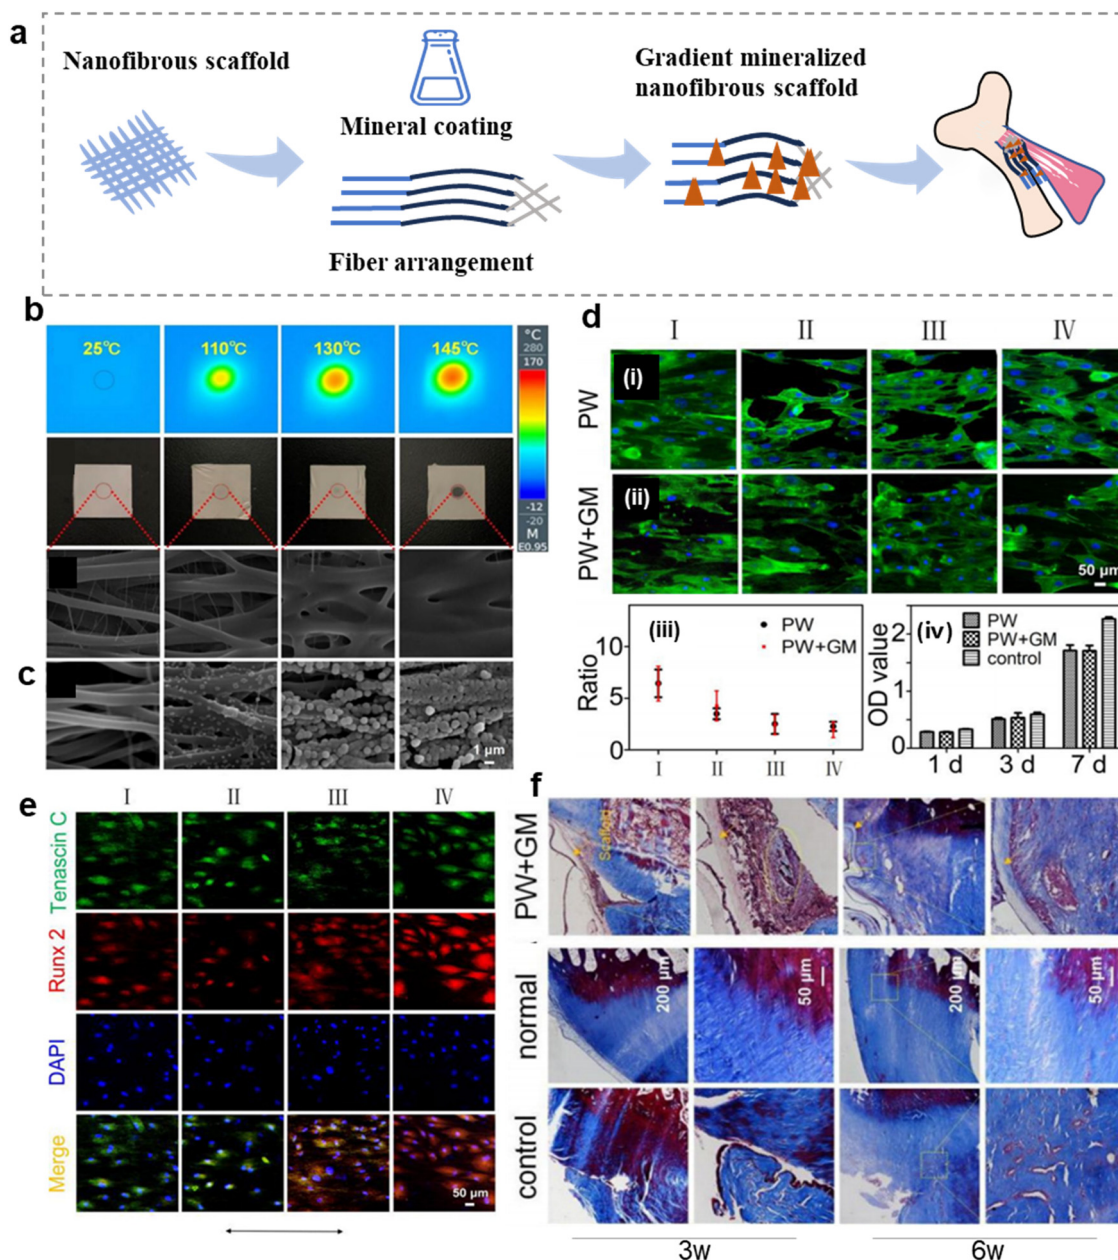 a
Nanofibrous scaffold
Mineral coating
Fiber arrangement
Gradient mineralized
nanofibrous scaffold
b
25℃
110℃
130℃
145℃
°C
280
170
-12
-20
M
E0.95
c
1 μm
d
I
II
III
IV
PW
(i)
PW+GM
(ii)
50 μm
(iii)
PW
PW+GM
Ratio
10
5
0
I
II
III
IV
(iv)
PW
PW+GM
control
OD value
2
1
0
1 d
3 d
7 d
e
I
II
III
IV
Tenascin C
Runx 2
DAPI
Merge
50 μm
f
PW+GM
Scaffold
normal
200 μm
50 μm
200 μm
50 μm
control
3w
6w